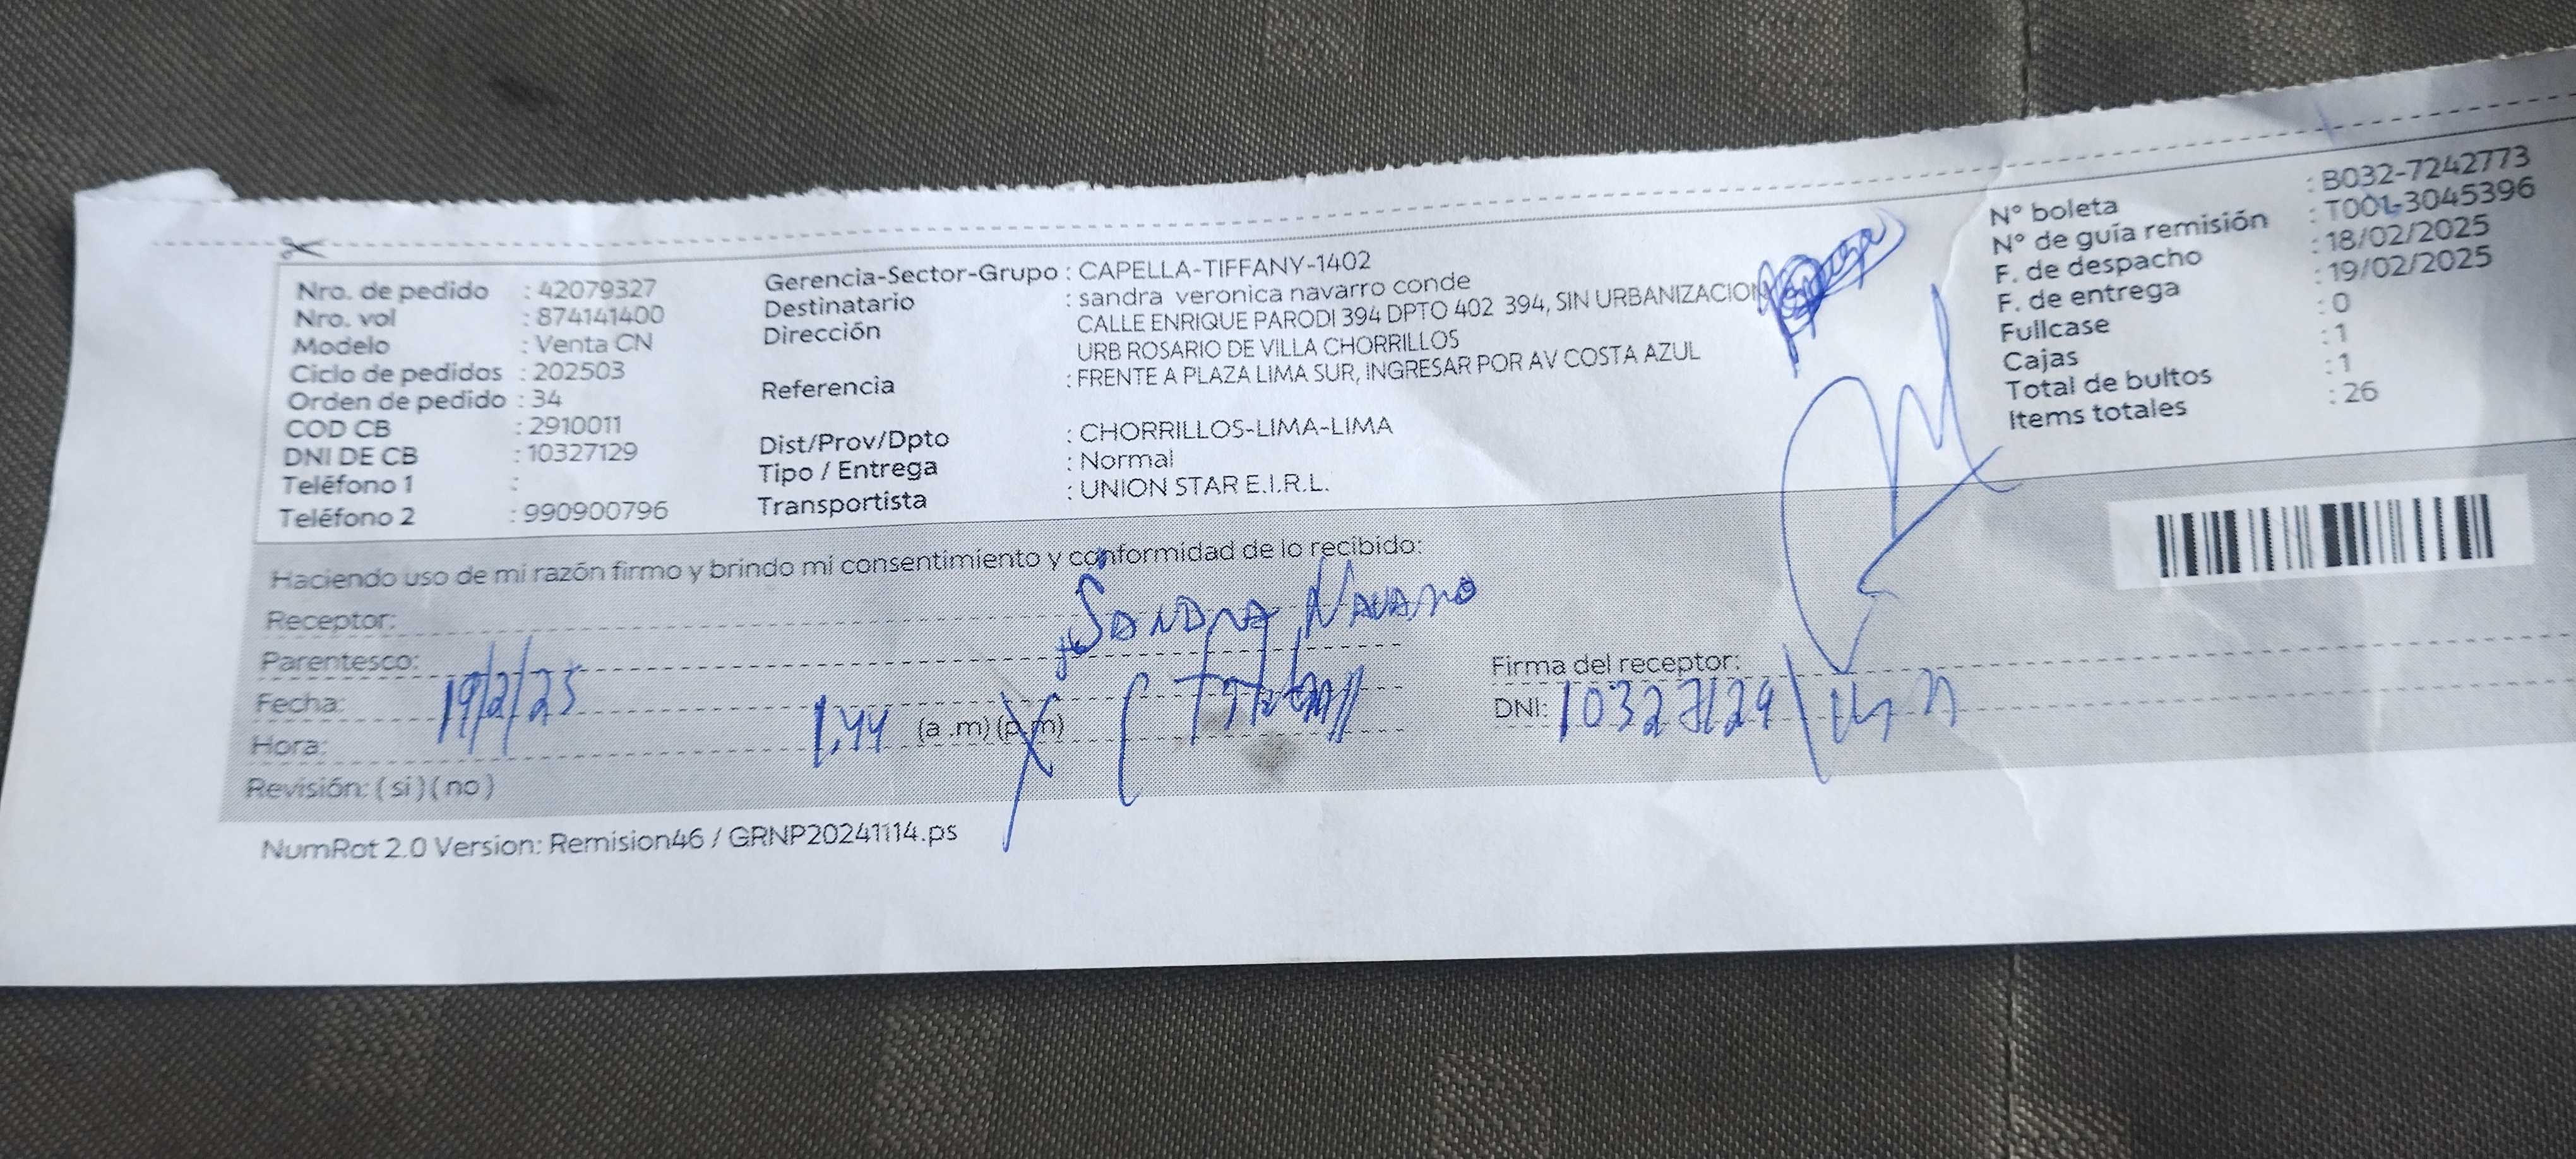 Nro. de pedido : 42079327
Nro. vol : 874141400
Modelo : Venta CN
Ciclo de pedidos : 202503
Orden de pedido : 34
COD CB : 2910011
DNI DE CB : 10327129
Teléfono 1 :
Teléfono 2 : 990900796
Gerencia-Sector-Grupo : CAPELLA-TIFFANY-1402
Destinatario : sandra veronica navarro conde
Dirección CALLE ENRIQUE PARODI 394 DPTO 402 394, SIN URBANIZACION
URB ROSARIO DE VILLA CHORRILLOS
Referencia : FRENTE A PLAZA LIMA SUR, INGRESAR POR AV COSTA AZUL
Dist/Prov/Dpto : CHORRILLOS-LIMA-LIMA
Tipo / Entrega : Normal
Transportista : UNION STAR E.I.R.L.
N° boleta : B032-7242773
N° de guía remisión : T001-3045396
F. de despacho : 18/02/2025
F. de entrega : 19/02/2025
Fullcase : 0
Cajas : 1
Total de bultos : 1
Items totales : 26
Haciendo uso de mi razón firmo y brindo mi consentimiento y conformidad de lo recibido:
Receptor: SANDRA NAVARRO
Parentesco:
Fecha: 19/2/25
Hora: 1.44 (a .m) (p.m)
Revisión: ( si ) ( no )
Firma del receptor:
DNI: 10327129
NumRot 2.0 Version: Remision46 / GRNP20241114.ps